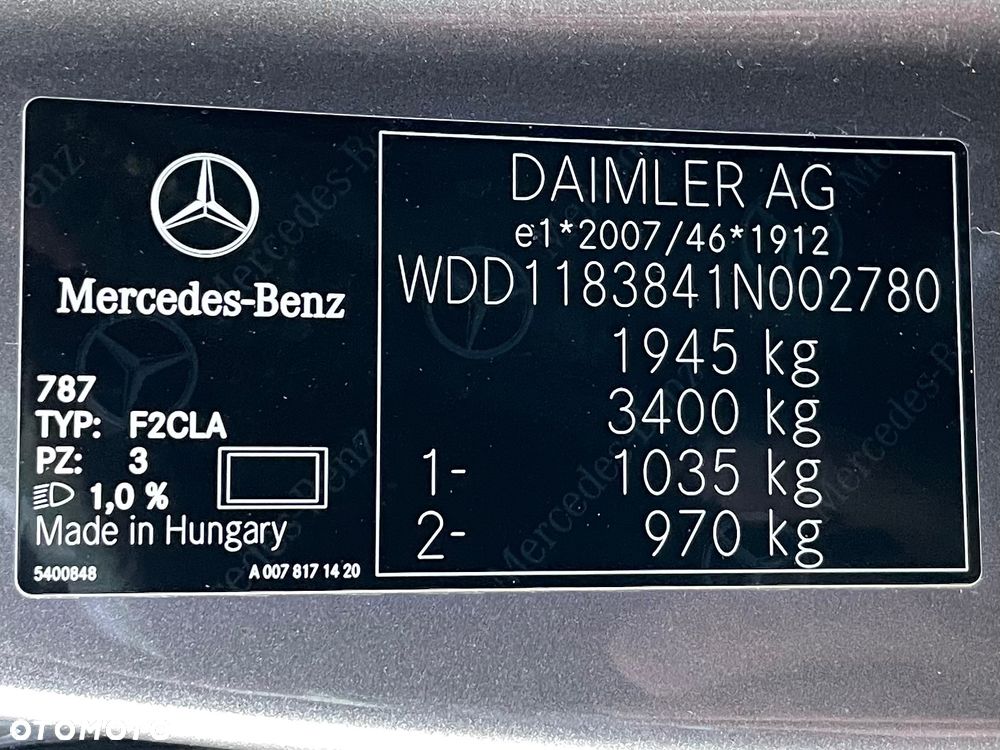 Mercedes-Benz
787
TYP: F2CLA
PZ: 3
1,0 %
Made in Hungary
5400848
A 007 817 14 20
DAIMLER AG
e1*2007/46*1912
WDD1183841N002780
1945 kg
3400 kg
1- 1035 kg
2- 970 kg
OTOMOTO